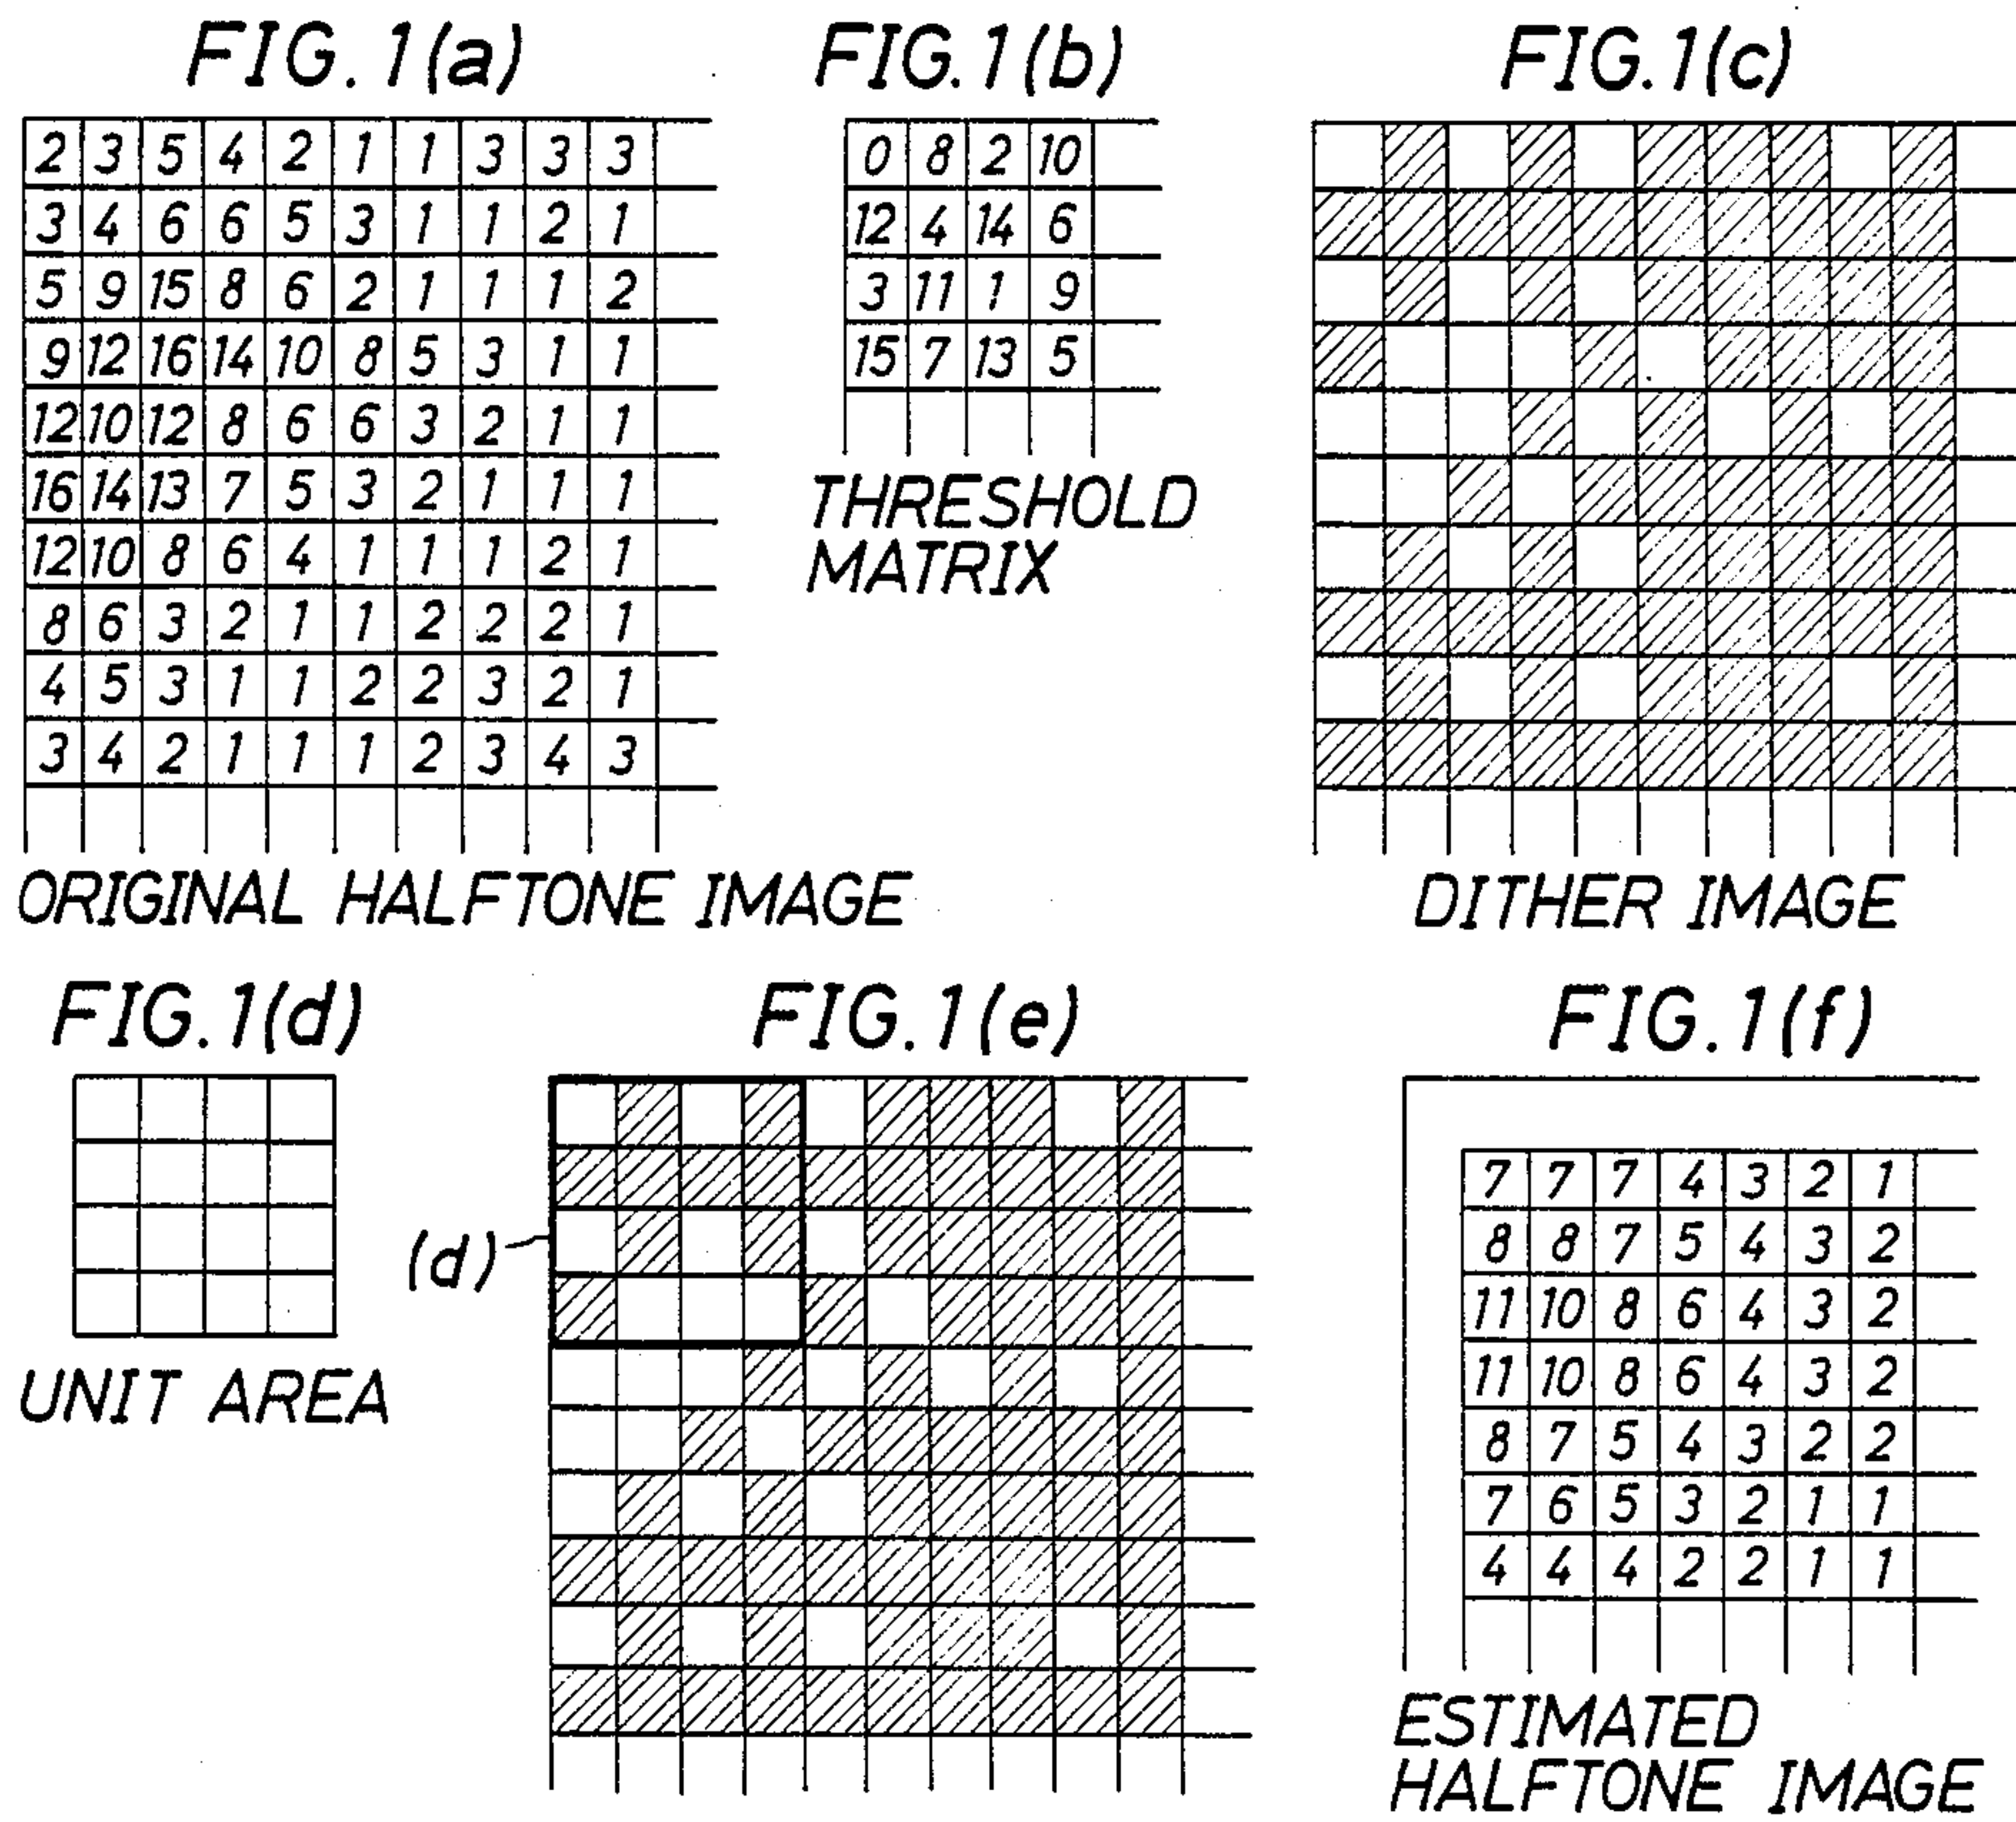 FIG.1(a)
2 3 5 4 2 1 1 3 3 3
3 4 6 6 5 3 1 1 2 1
5 9 15 8 6 2 1 1 1 2
9 12 16 14 10 8 5 3 1 1
12 10 12 8 6 6 3 2 1 1
16 14 13 7 5 3 2 1 1 1
12 10 8 6 4 1 1 1 2 1
8 6 3 2 1 1 2 2 2 1
4 5 3 1 1 2 2 3 2 1
3 4 2 1 1 1 2 3 4 3
ORIGINAL HALFTONE IMAGE
FIG.1(b)
0 8 2 10
12 4 14 6
3 11 1 9
15 7 13 5
THRESHOLD
MATRIX
FIG.1(c)
DITHER IMAGE
FIG.1(d)
UNIT AREA
FIG.1(e)
(d)
FIG.1(f)
7 7 7 4 3 2 1
8 8 7 5 4 3 2
11 10 8 6 4 3 2
11 10 8 6 4 3 2
8 7 5 4 3 2 2
7 6 5 3 2 1 1
4 4 4 2 2 1 1
ESTIMATED
HALFTONE IMAGE